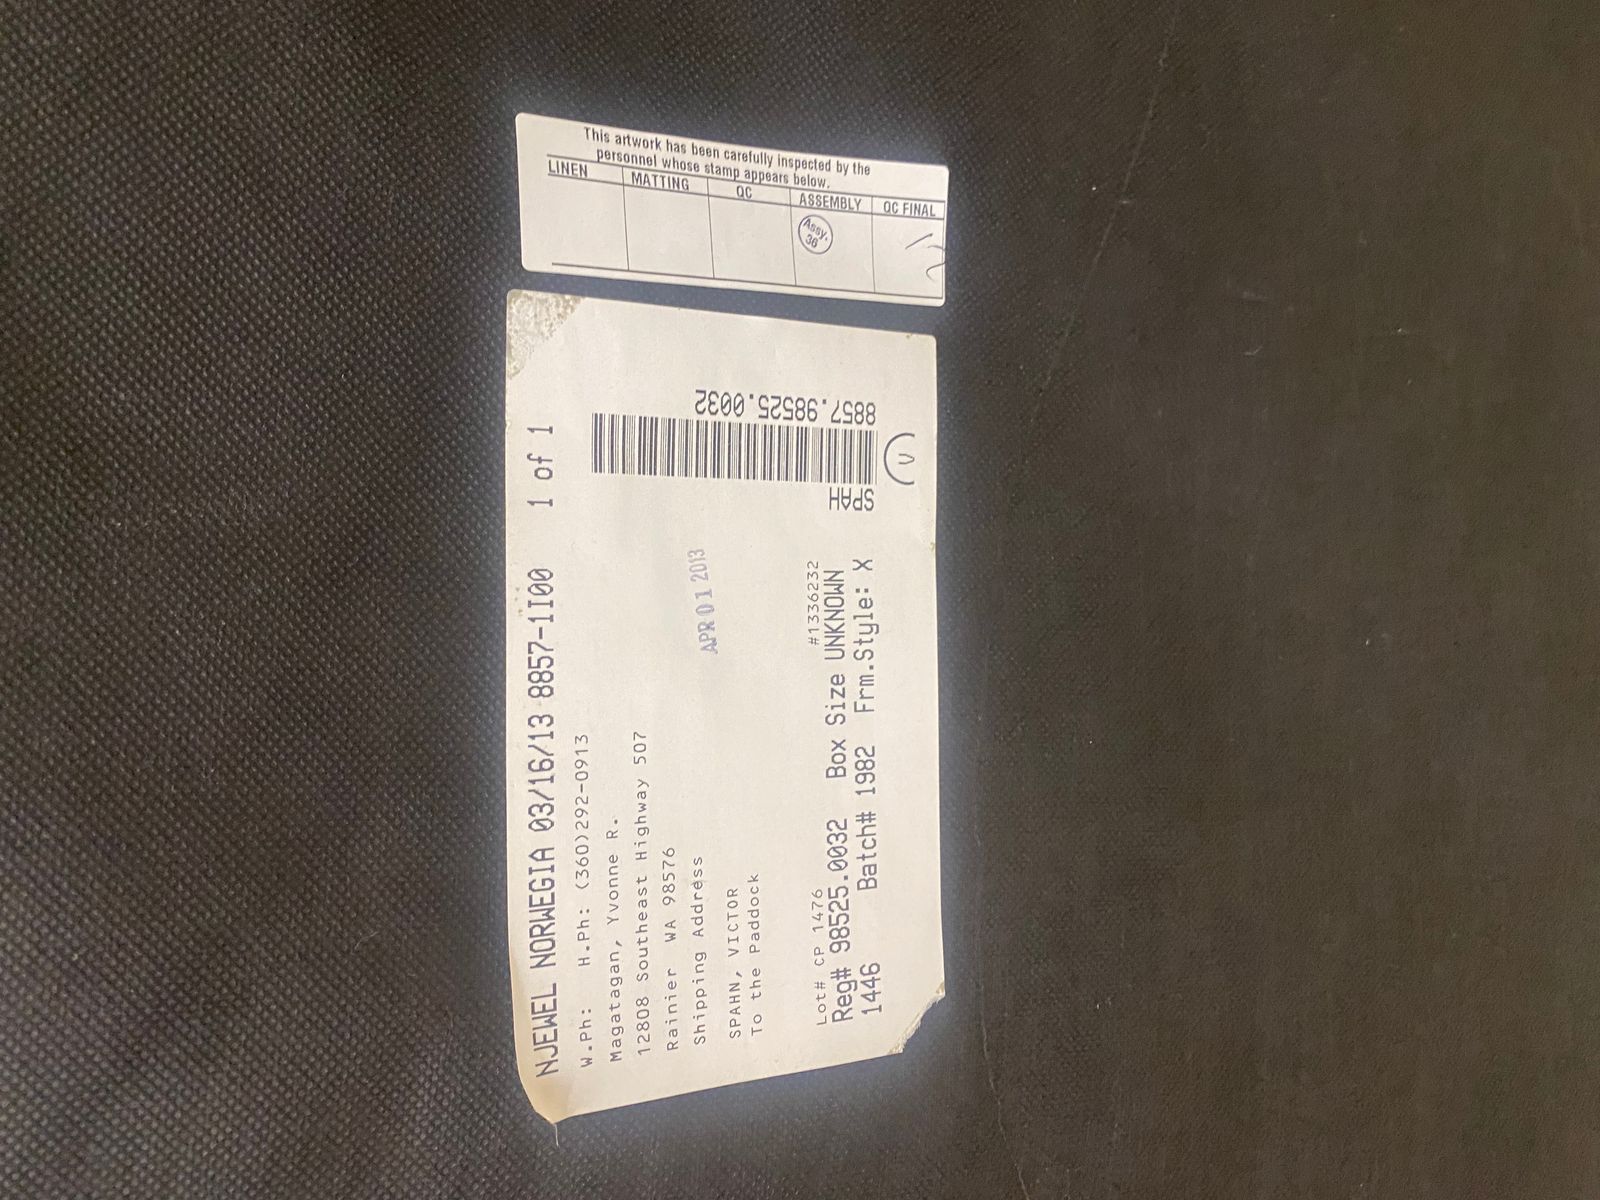 This artwork has been carefully inspected by the
personnel whose stamp appears below.
LINEN MATTING QC ASSEMBLY QC FINAL
Assy.
36
NJEWEL NORWEGIA 03/16/13 8857-1I00 1 of 1
W.Ph: H.Ph: (360)292-0913
Magatagan, Yvonne R.
12808 Southeast Highway 507
Rainier WA 98576
Shipping Address
APR 01 2013
SPAHN, VICTOR
To the Paddock
Lot# CP 1476 #1336232
Reg# 98525.0032 Box Size UNKNOWN
1446 Batch# 1982 Frm.Style: X
SPAH
8857.98525.0032